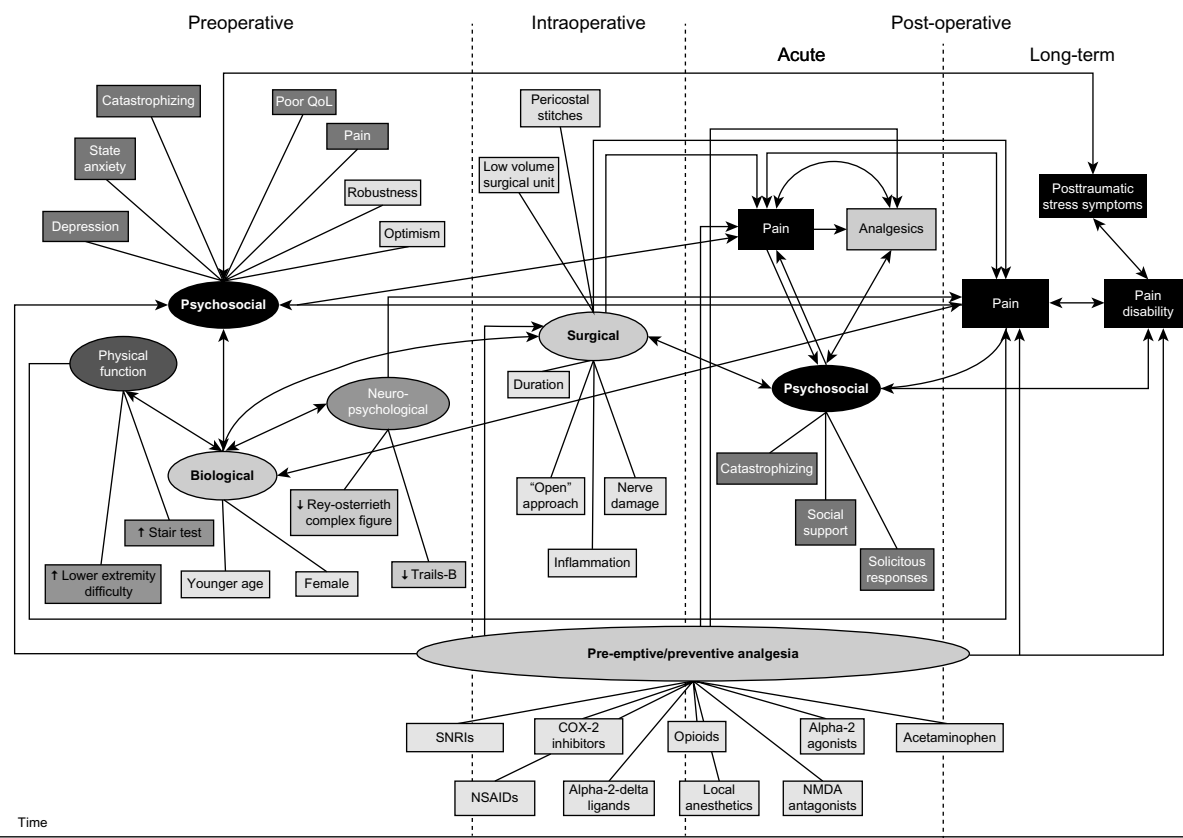 Preoperative
Intraoperative
Post-operative
Acute
Long-term
Catastrophizing
Poor QoL
State
anxiety
Pain
Robustness
Depression
Optimism
Psychosocial
Physical
function
Neuro-
psychological
Biological
↓ Rey-osterrieth
complex figure
↑ Stair test
↑ Lower extremity
difficulty
Younger age
Female
↓ Trails-B
Pericostal
stitches
Low volume
surgical unit
Surgical
Duration
"Open"
approach
Nerve
damage
Inflammation
Pain
Analgesics
Psychosocial
Catastrophizing
Social
support
Solicitous
responses
Posttraumatic
stress symptoms
Pain
Pain
disability
Pre-emptive/preventive analgesia
SNRIs
COX-2
inhibitors
Opioids
Alpha-2
agonists
Acetaminophen
NSAIDs
Alpha-2-delta
ligands
Local
anesthetics
NMDA
antagonists
Time